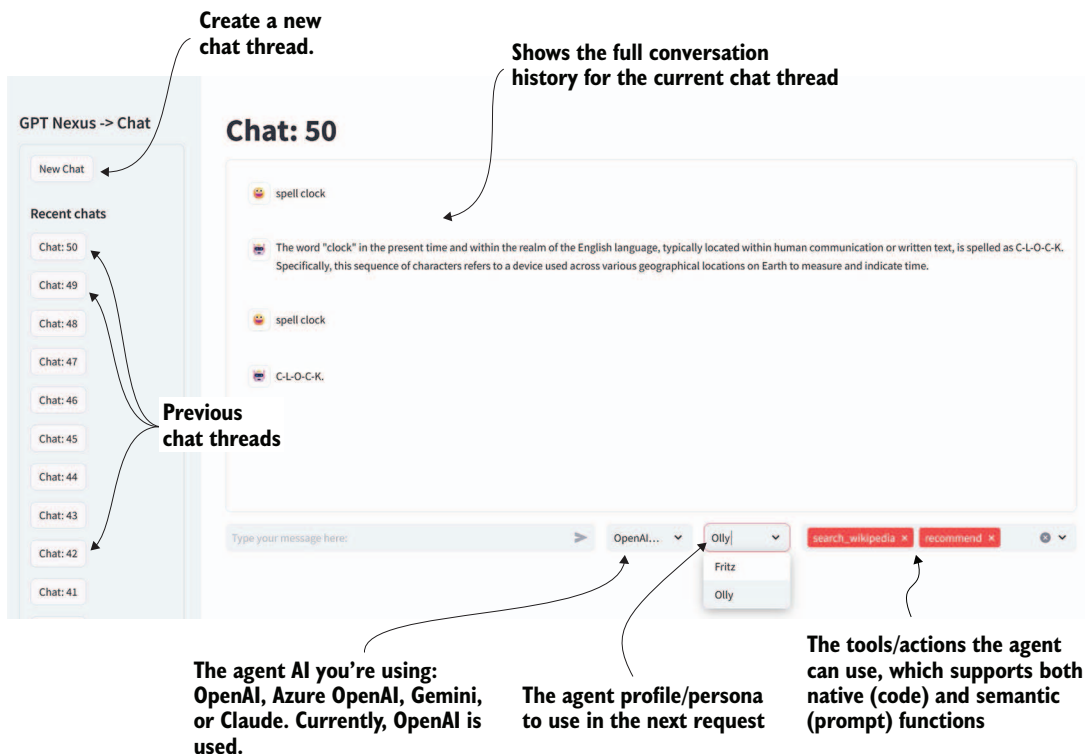 Create a new
chat thread.
Shows the full conversation
history for the current chat thread
GPT Nexus -> Chat
New Chat
Recent chats
Chat: 50
Chat: 49
Chat: 48
Chat: 47
Chat: 46
Chat: 45
Chat: 44
Chat: 43
Chat: 42
Chat: 41
Previous
chat threads
Chat: 50
spell clock
The word "clock" in the present time and within the realm of the English language, typically located within human communication or written text, is spelled as C-L-O-C-K.
Specifically, this sequence of characters refers to a device used across various geographical locations on Earth to measure and indicate time.
spell clock
C-L-O-C-K.
Type your message here:
OpenAI...
Olly
search_wikipedia ×
recommend ×
Fritz
Olly
The agent AI you're using:
OpenAI, Azure OpenAI, Gemini,
or Claude. Currently, OpenAI is
used.
The agent profile/persona
to use in the next request
The tools/actions the agent
can use, which supports both
native (code) and semantic
(prompt) functions